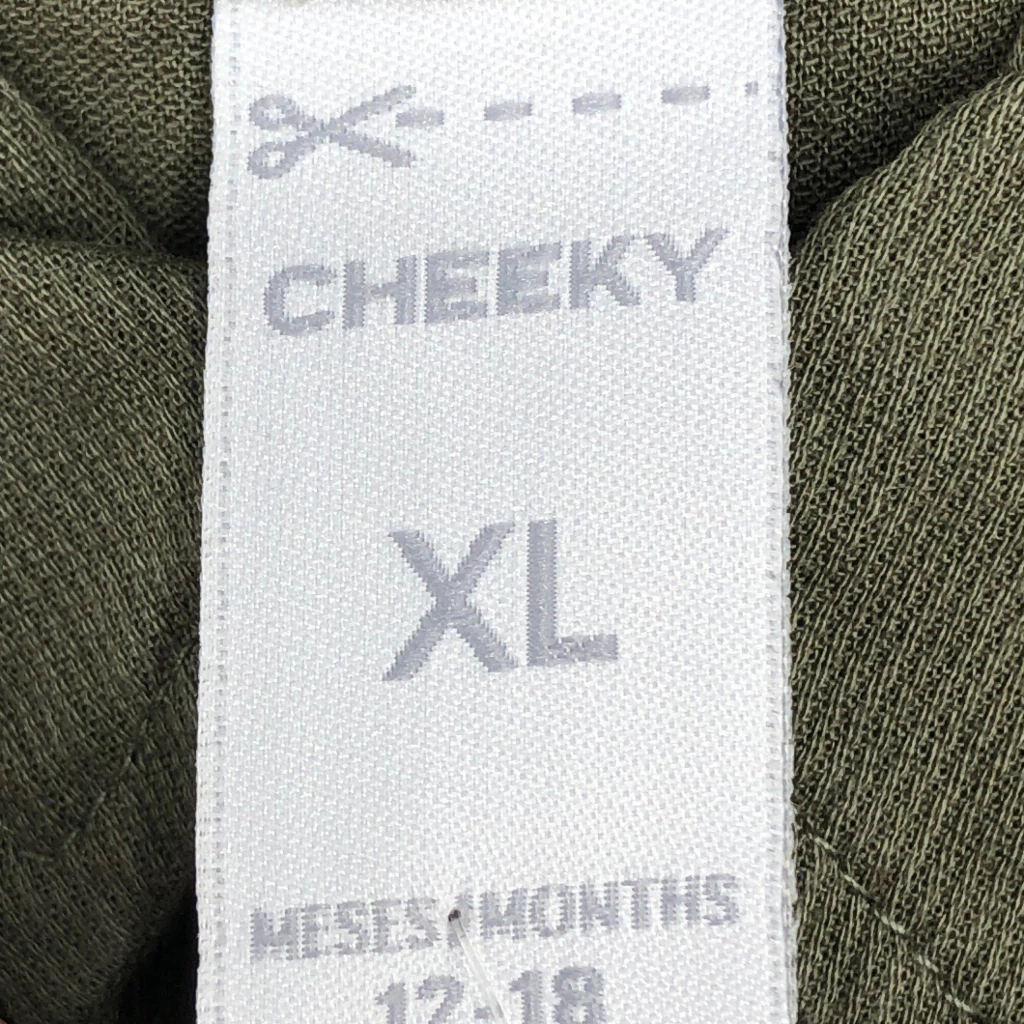 CHEEKY
XL
MESES/MONTHS
12-18